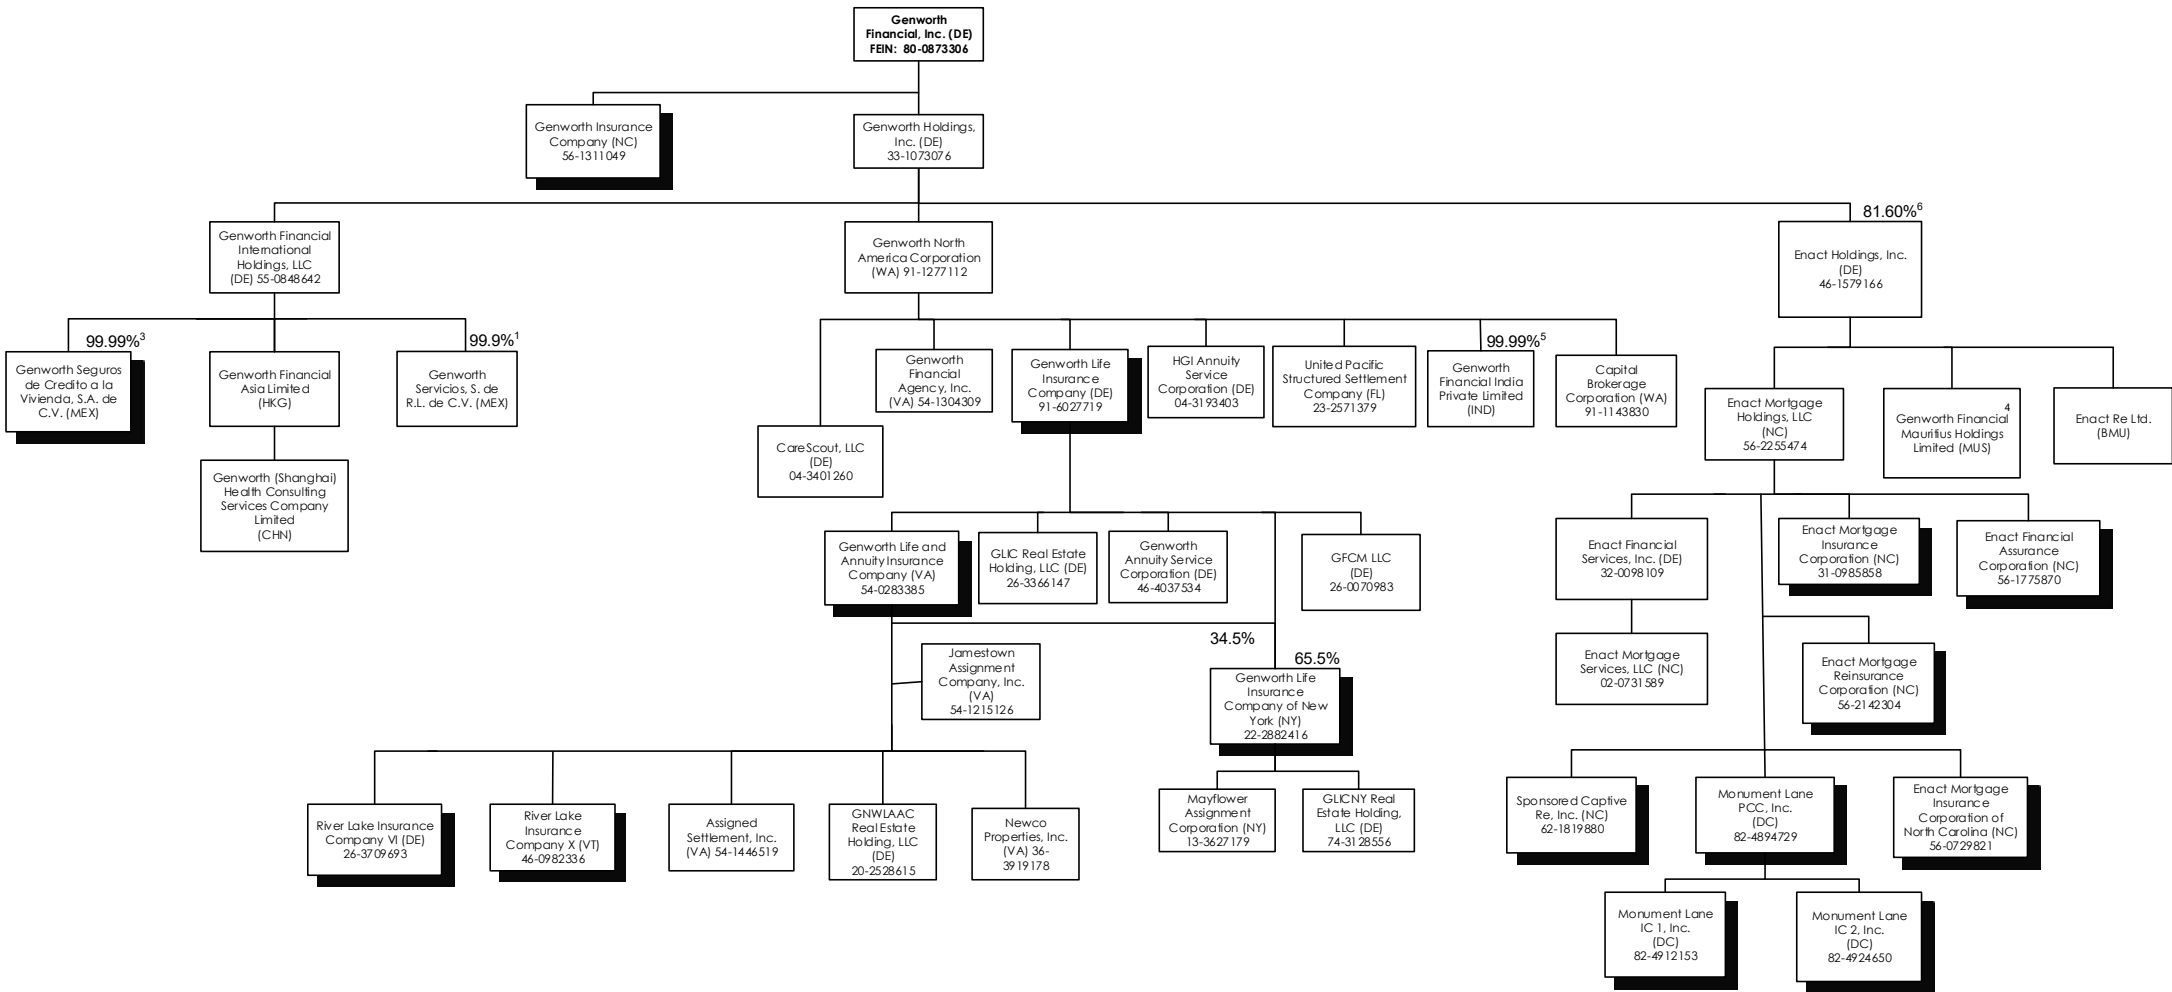 Genworth
Financial, Inc. (DE)
FEIN: 80-0873306
Genworth Insurance
Company (NC)
56-1311049
Genworth Holdings,
Inc. (DE)
33-1073076
Genworth Financial
International
Holdings, LLC
(DE) 55-0848642
Genworth North
America Corporation
(WA) 91-1277112
81.60%6
Enact Holdings, Inc.
(DE)
46-1579166
99.99%3
Genworth Seguros
de Credito a la
Vivienda, S.A. de
C.V. (MEX)
Genworth Financial
Asia Limited
(HKG)
99.9%1
Genworth
Servicios, S. de
R.L. de C.V. (MEX)
Genworth (Shanghai)
Health Consulting
Services Company
Limited
(CHN)
CareScout, LLC
(DE)
04-3401260
Genworth
Financial
Agency, Inc.
(VA) 54-1304309
Genworth Life
Insurance
Company (DE)
91-6027719
HGI Annuity
Service
Corporation (DE)
04-3193403
United Pacific
Structured Settlement
Company (FL)
23-2571379
99.99%5
Genworth
Financial India
Private Limited
(IND)
Capital
Brokerage
Corporation (WA)
91-1143830
Enact Mortgage
Holdings, LLC
(NC)
56-2255474
4
Genworth Financial
Mauritius Holdings
Limited (MUS)
Enact Re Ltd.
(BMU)
Genworth Life and
Annuity Insurance
Company (VA)
54-0283385
GLIC Real Estate
Holding, LLC (DE)
26-3366147
Genworth
Annuity Service
Corporation (DE)
46-4037534
GFCM LLC
(DE)
26-0070983
Enact Financial
Services, Inc. (DE)
32-0098109
Enact Mortgage
Insurance
Corporation (NC)
31-0985858
Enact Financial
Assurance
Corporation (NC)
56-1775870
34.5%
65.5%
Jamestown
Assignment
Company, Inc.
(VA)
54-1215126
Genworth Life
Insurance
Company of New
York (NY)
22-2882416
Enact Mortgage
Services, LLC (NC)
02-0731589
Enact Mortgage
Reinsurance
Corporation (NC)
56-2142304
River Lake Insurance
Company VI (DE)
26-3709693
River Lake
Insurance
Company X (VT)
46-0982336
Assigned
Settlement, Inc.
(VA) 54-1446519
GNWLAAC
Real Estate
Holding, LLC
(DE)
20-2528615
Newco
Properties, Inc.
(VA) 36-
3919178
Mayflower
Assignment
Corporation (NY)
13-3627179
GLICNY Real
Estate Holding,
LLC (DE)
74-3128556
Sponsored Captive
Re, Inc. (NC)
62-1819880
Monument Lane
PCC, Inc.
(DC)
82-4894729
Enact Mortgage
Insurance
Corporation of
North Carolina (NC)
56-0729821
Monument Lane
IC 1, Inc.
(DC)
82-4912153
Monument Lane
IC 2, Inc.
(DC)
82-4924650